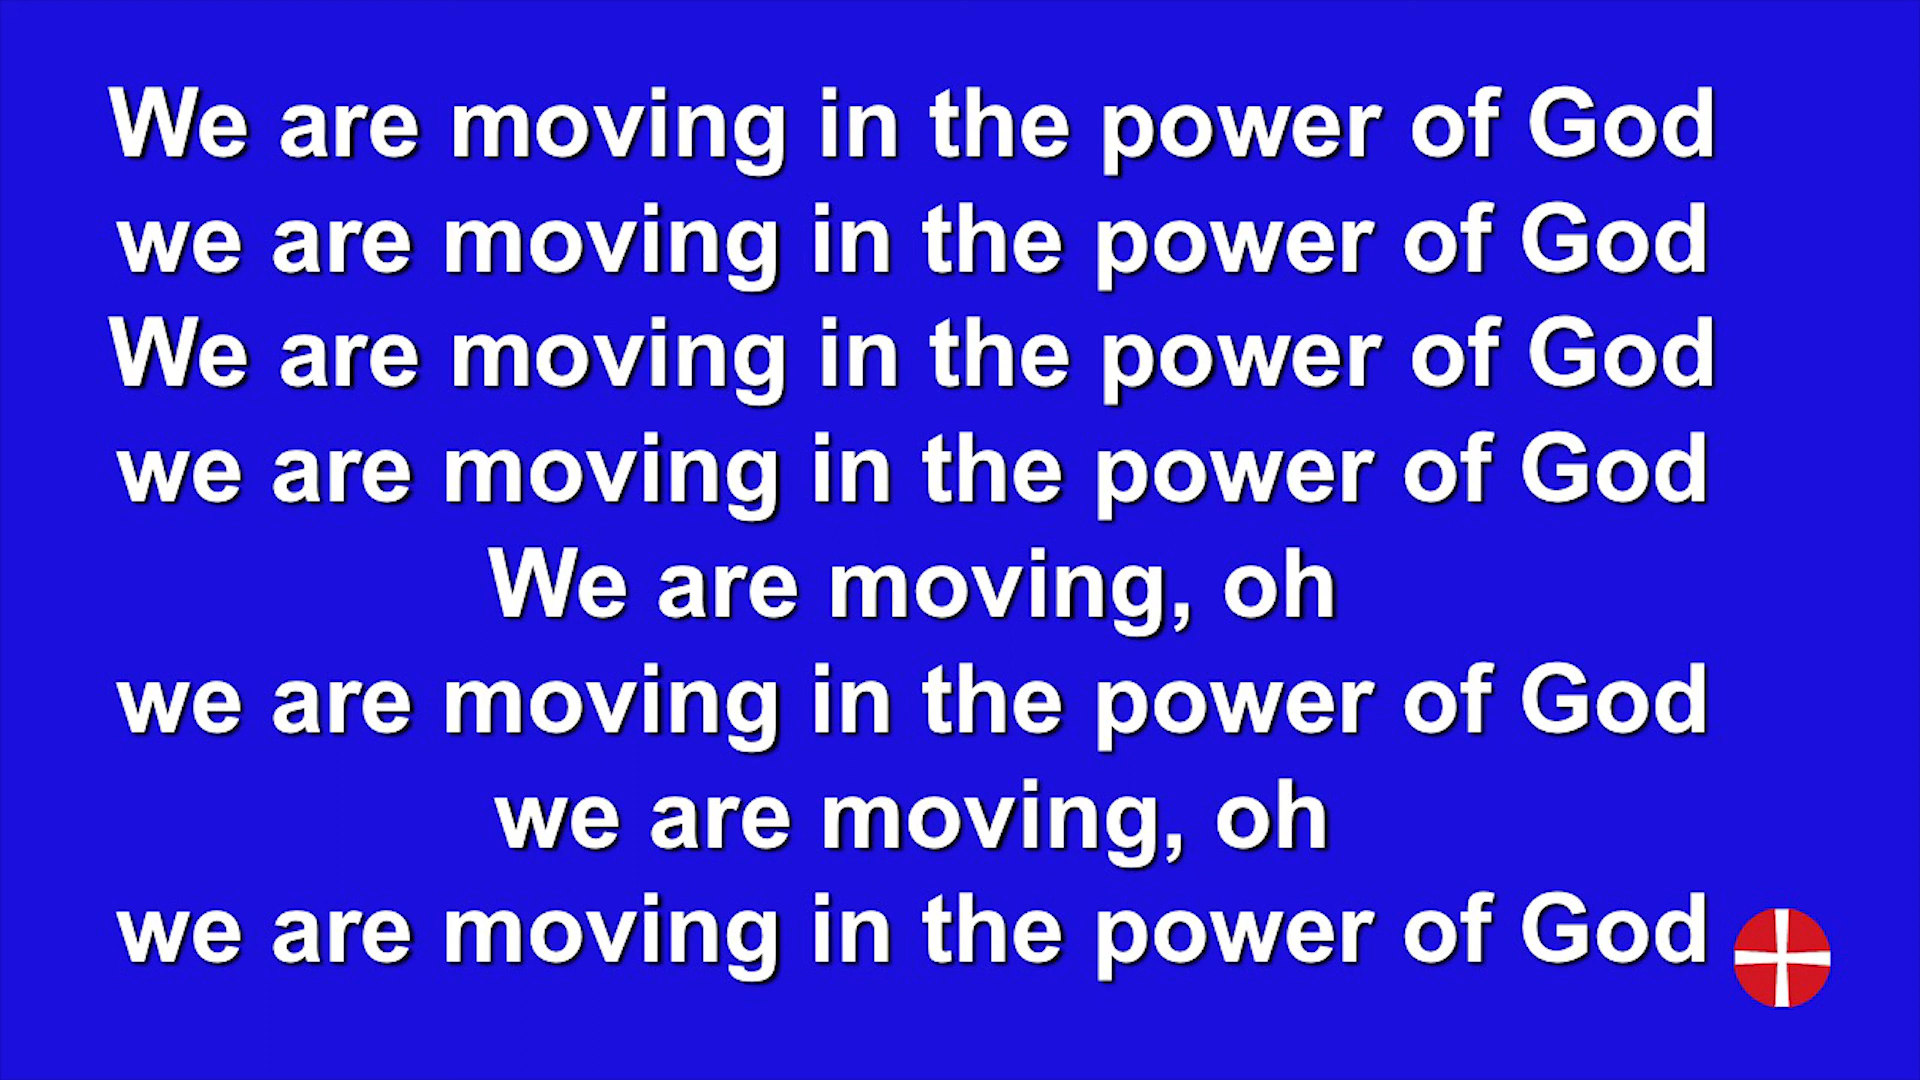 We are moving in the power of God
we are moving in the power of God
We are moving in the power of God
we are moving in the power of God
We are moving, oh
we are moving in the power of God
we are moving, oh
we are moving in the power of God